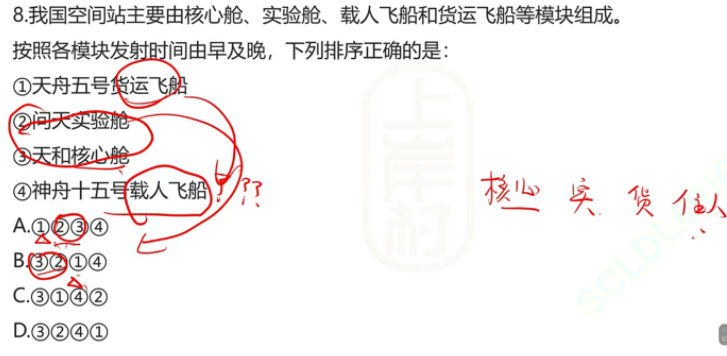 8.我国空间站主要由核心舱、实验舱、载人飞船和货运飞船等模块组成。
按照各模块发射时间由早及晚，下列排序正确的是：
①天舟五号货运飞船
②问天实验舱
③天和核心舱
④神舟十五号载人飞船
??
核心 实 货 住人
A.①②③④
B.③②①④
C.③①④②
D.③②④①
上岸村